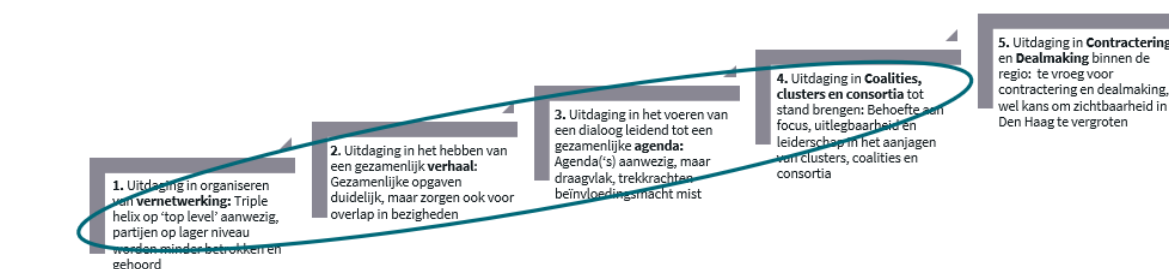 1. Uitdaging in organiseren
van vernetwerking: Triple
helix op ‘top level’ aanwezig,
partijen op lager niveau
worden minder betrokken en
gehoord
2. Uitdaging in het hebben van
een gezamenlijk verhaal:
Gezamenlijke opgaven
duidelijk, maar zorgen ook voor
overlap in bezigheden
3. Uitdaging in het voeren van
een dialoog leidend tot een
gezamenlijke agenda:
Agenda(‘s) aanwezig, maar
draagvlak, trekkrachten
beïnvloedingsmacht mist
4. Uitdaging in Coalities,
clusters en consortia tot
stand brengen: Behoefte aan
focus, uitlegbaarheid en
leiderschap in het aanjagen
van clusters, coalities en
consortia
5. Uitdaging in Contractering
en Dealmaking binnen de
regio: te vroeg voor
contractering en dealmaking,
wel kans om zichtbaarheid in
Den Haag te vergroten